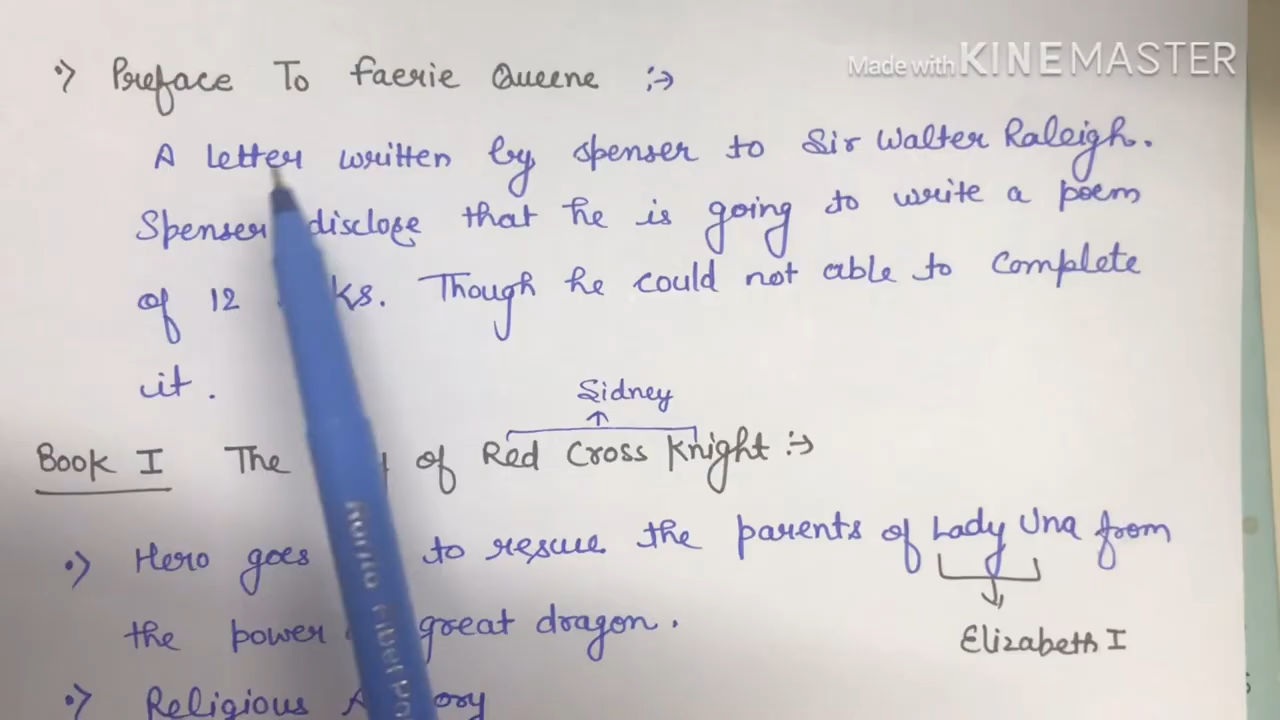 Made with KINEMASTER
Preface To Faerie Queene :→
A letter written by spenser to Sir Walter Raleigh.
Spenser disclose that he is going to write a poem
of 12 ks. Though he could not able to complete
it.
Sidney
Book I The of Red Cross Knight :→
Hero goes to rescue the parents of Lady Una from
the power great dragon.
Elizabeth I
Religious